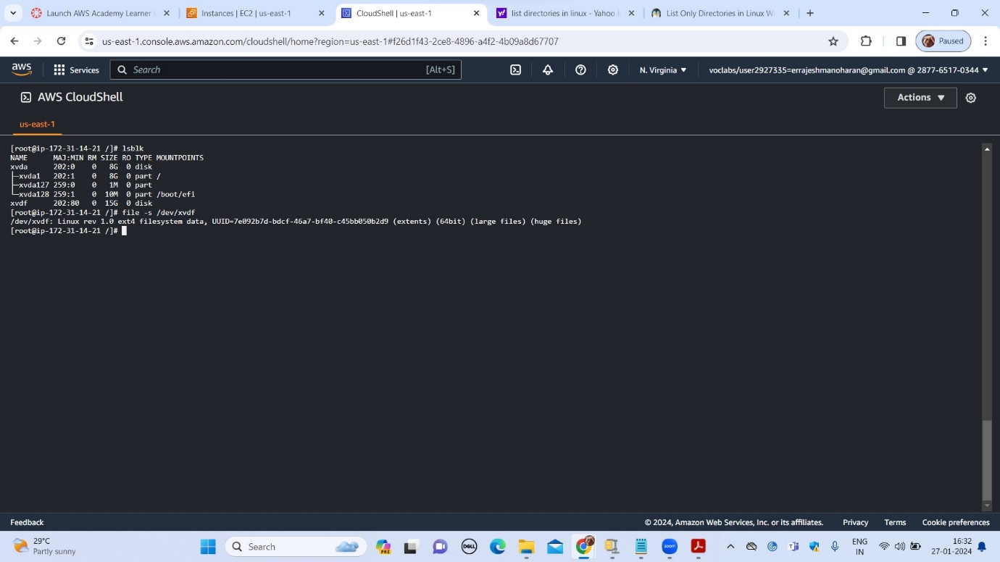 Launch AWS Academy Learner
Instances | EC2 | us-east-1
CloudShell | us-east-1
list directories in linux - Yahoo
List Only Directories in Linux W
us-east-1.console.aws.amazon.com/cloudshell/home?region=us-east-1#f26d1f43-2ce8-4896-a4f2-4b09a8d67707
Paused
aws
Services
Search
[Alt+S]
N. Virginia
voclabs/user2927335=errajeshmanoharan@gmail.com @ 2877-6517-0344
AWS CloudShell
Actions
us-east-1
[root@ip-172-31-14-21 /]# lsblk
NAME MAJ:MIN RM SIZE RO TYPE MOUNTPOINTS
xvda 202:0 0 8G 0 disk
├─xvda1 202:1 0 8G 0 part /
├─xvda127 259:0 0 1M 0 part
└─xvda128 259:1 0 10M 0 part /boot/efi
xvdf 202:80 0 15G 0 disk
[root@ip-172-31-14-21 /]# file -s /dev/xvdf
/dev/xvdf: Linux rev 1.0 ext4 filesystem data, UUID=7e092b7d-bdcf-46a7-bf40-c45bb050b2d9 (extents) (64bit) (large files) (huge files)
[root@ip-172-31-14-21 /]#
Feedback
© 2024, Amazon Web Services, Inc. or its affiliates.
Privacy
Terms
Cookie preferences
29°C
Partly sunny
Search
PRE
DELL
zoom
ENG
IN
16:32
27-01-2024